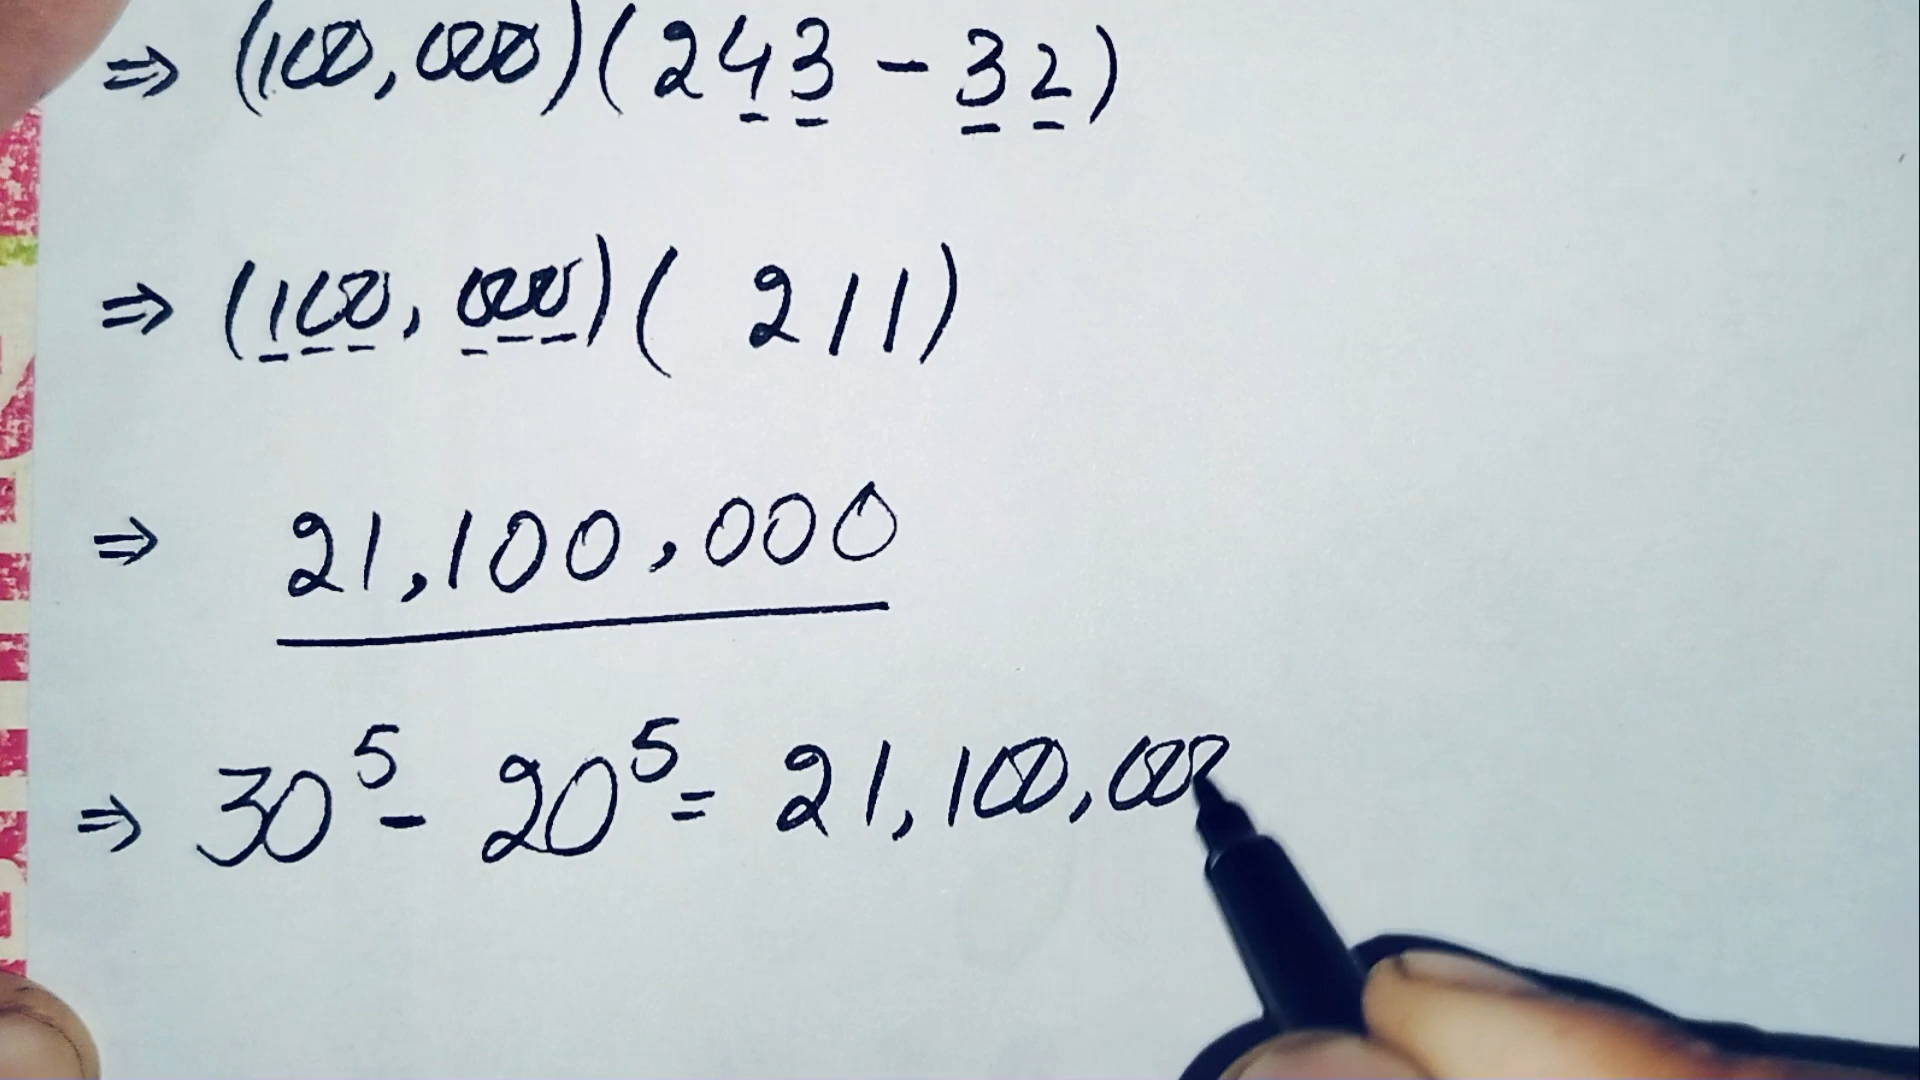 ⇒ (100,000)(243 - 32)
⇒ (100,000)( 211)
⇒ 21,100,000
⇒ 30⁵ - 20⁵ = 21,100,000